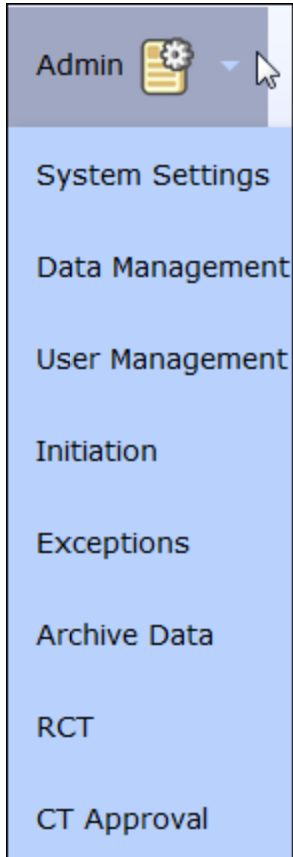 Admin
System Settings
Data Management
User Management
Initiation
Exceptions
Archive Data
RCT
CT Approval